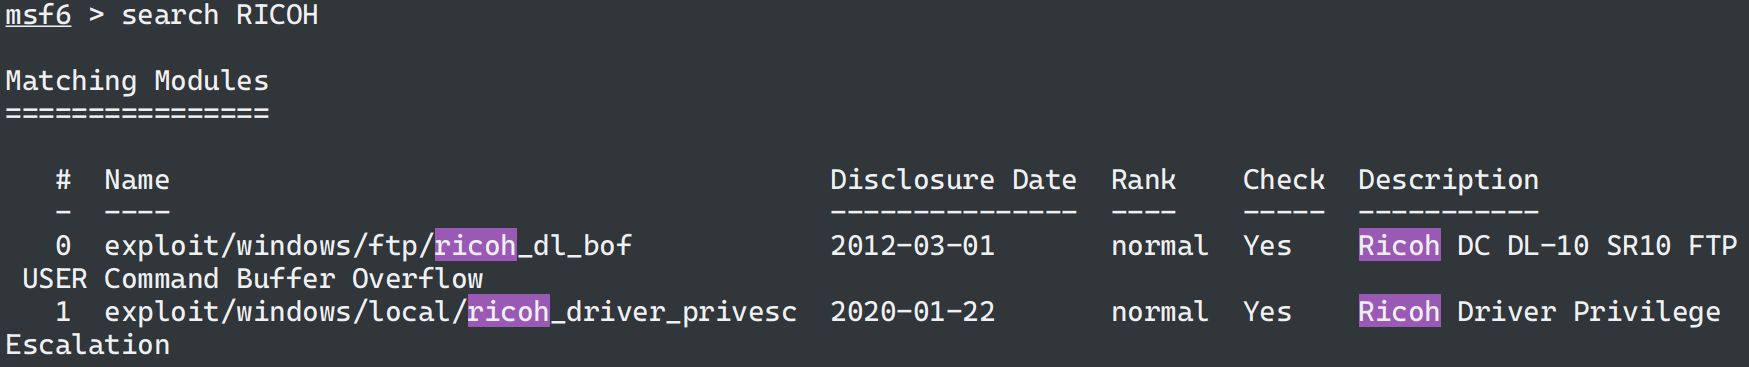 msf6 > search RICOH
Matching Modules
================
# Name Disclosure Date Rank Check Description
- ---- --------------- ---- ----- -----------
0 exploit/windows/ftp/ricoh_dl_bof 2012-03-01 normal Yes Ricoh DC DL-10 SR10 FTP
USER Command Buffer Overflow
1 exploit/windows/local/ricoh_driver_privesc 2020-01-22 normal Yes Ricoh Driver Privilege
Escalation